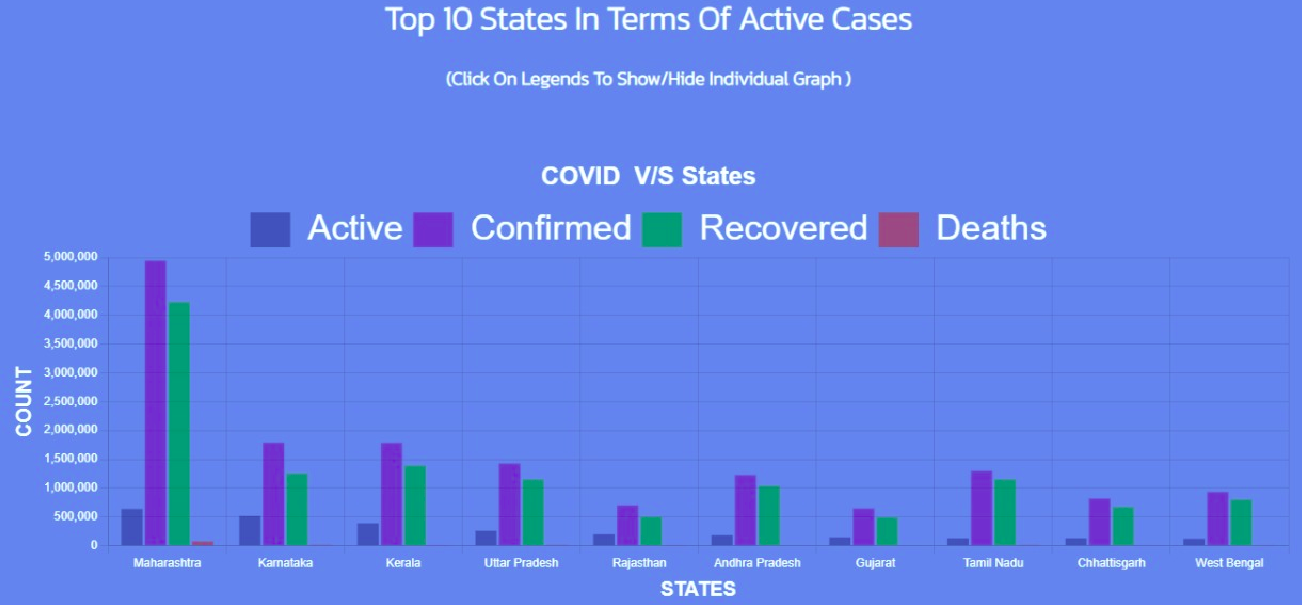 Top 10 States In Terms Of Active Cases
(Click On Legends To Show/Hide Individual Graph )
COVID V/S States
Active Confirmed Recovered Deaths
5,000,000
4,500,000
4,000,000
3,500,000
3,000,000
2,500,000
2,000,000
1,500,000
1,000,000
500,000
0
COUNT
Maharashtra Karnataka Kerala Uttar Pradesh Rajasthan Andhra Pradesh Gujarat Tamil Nadu Chhattisgarh West Bengal
STATES